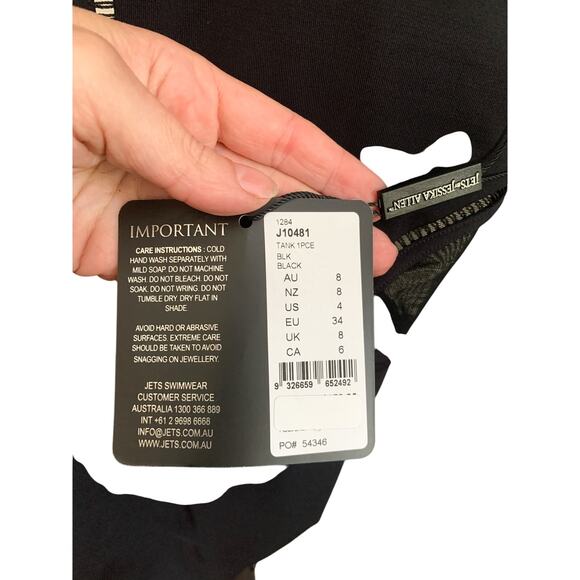 JETS BY JESSIKA ALLEN™
IMPORTANT
CARE INSTRUCTIONS : COLD
HAND WASH SEPARATELY WITH
MILD SOAP. DO NOT MACHINE
WASH. DO NOT BLEACH. DO NOT
SOAK. DO NOT WRING. DO NOT
TUMBLE DRY. DRY FLAT IN
SHADE.
AVOID HARD OR ABRASIVE
SURFACES. EXTREME CARE
SHOULD BE TAKEN TO AVOID
SNAGGING ON JEWELLERY.
JETS SWIMWEAR
CUSTOMER SERVICE
AUSTRALIA 1300 366 889
INT +61 2 9698 6668
INFO@JETS.COM.AU
WWW.JETS.COM.AU
1284
J10481
TANK 1PCE
BLK
BLACK
AU 8
NZ 8
US 4
EU 34
UK 8
CA 6
9 326659 652492
PO# 54346